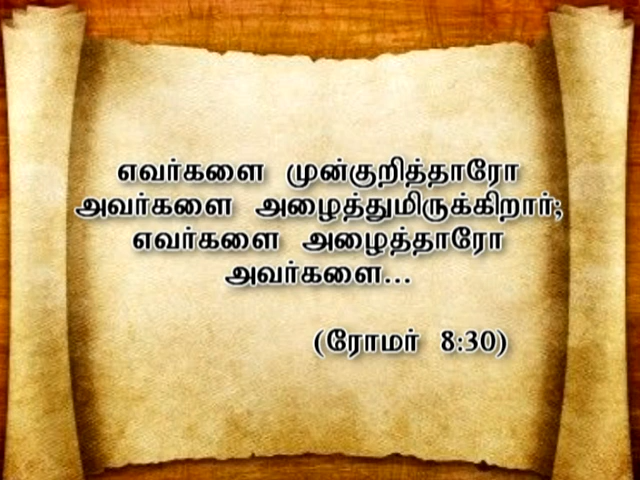 எவர்களை முன்குறித்தாரோ
அவர்களை அழைத்துமிருக்கிறார்;
எவர்களை அழைத்தாரோ
அவர்களை...
(ரோமர் 8:30)